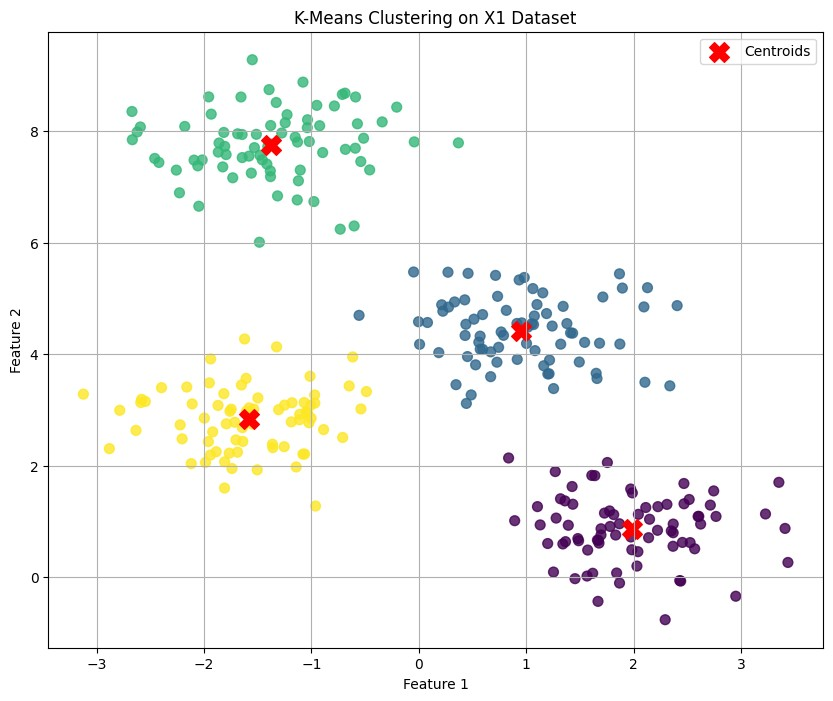 K-Means Clustering on X1 Dataset
Centroids
8
6
4
2
0
Feature 2
−3 −2 −1 0 1 2 3
Feature 1